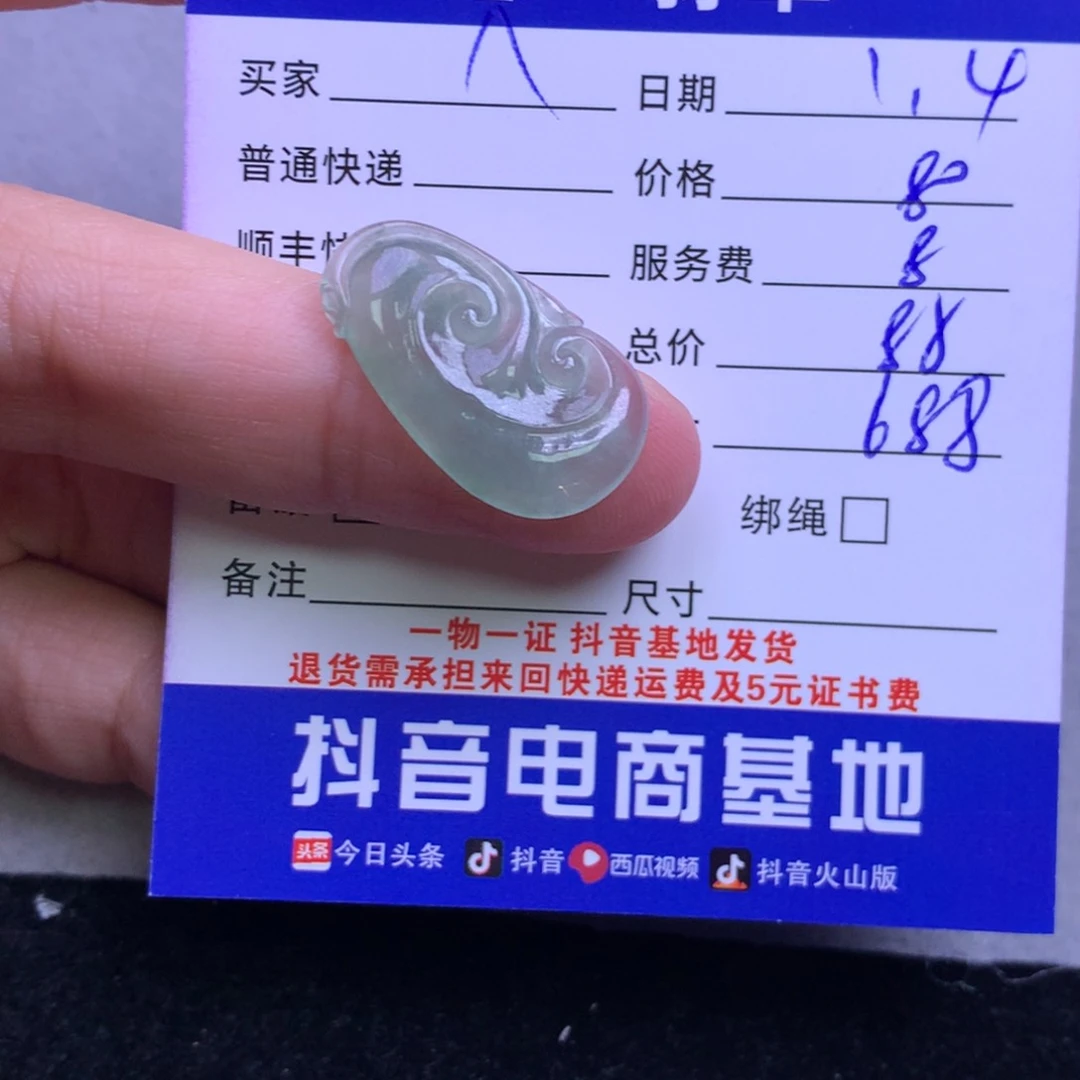 买家 日期 1.4
普通快递 价格 80
顺丰快 服务费 8
总价 88
688
绑绳
备注 尺寸
一物一证 抖音基地发货
退货需承担来回快递运费及5元证书费
抖音电商基地
头条 今日头条 抖音 西瓜视频 抖音火山版